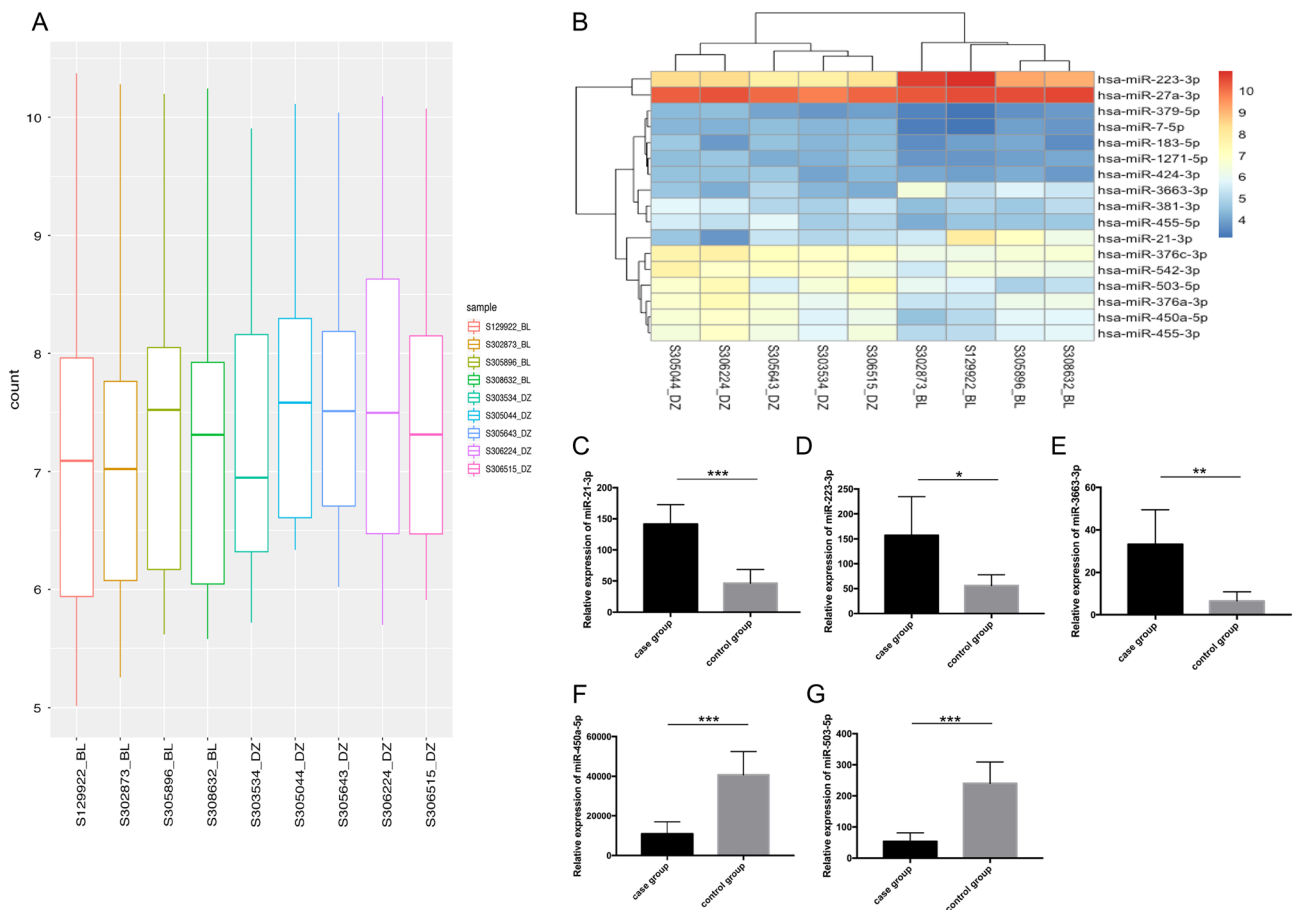 A
10
9
8
7
6
5
count
S129922_BL
S302873_BL
S305896_BL
S308632_BL
S303534_DZ
S305044_DZ
S305643_DZ
S306224_DZ
S306515_DZ
sample
S129922_BL
S302873_BL
S305896_BL
S308632_BL
S303534_DZ
S305044_DZ
S305643_DZ
S306224_DZ
S306515_DZ
B
hsa-miR-223-3p
hsa-miR-27a-3p
hsa-miR-379-5p
hsa-miR-7-5p
hsa-miR-183-5p
hsa-miR-1271-5p
hsa-miR-424-3p
hsa-miR-3663-3p
hsa-miR-381-3p
hsa-miR-455-5p
hsa-miR-21-3p
hsa-miR-376c-3p
hsa-miR-542-3p
hsa-miR-503-5p
hsa-miR-376a-3p
hsa-miR-450a-5p
hsa-miR-455-3p
10
9
8
7
6
5
4
S305044_DZ
S306224_DZ
S305643_DZ
S303534_DZ
S306515_DZ
S302873_BL
S129922_BL
S305896_BL
S308632_BL
C
Relative expression of miR-21-3p
200
150
100
50
0
***
case group
control group
D
Relative expression of miR-223-3p
250
200
150
100
50
0
*
case group
control group
E
Relative expression of miR-3663-3p
60
40
20
0
**
case group
control group
F
Relative expression of miR-450a-5p
60000
40000
20000
0
***
case group
control group
G
Relative expression of miR-503-5p
400
300
200
100
0
***
case group
control group